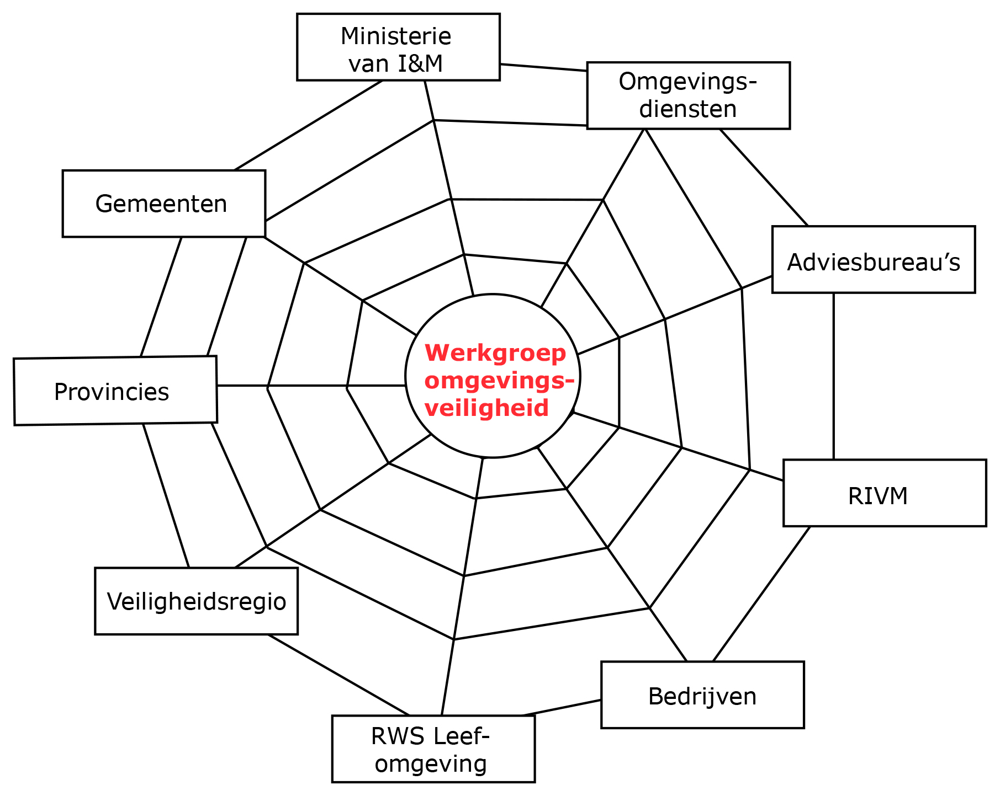 Ministerie
van I&M
Omgevings-
diensten
Gemeenten
Adviesbureau’s
Werkgroep
omgevings-
veiligheid
Provincies
RIVM
Veiligheidsregio
Bedrijven
RWS Leef-
omgeving